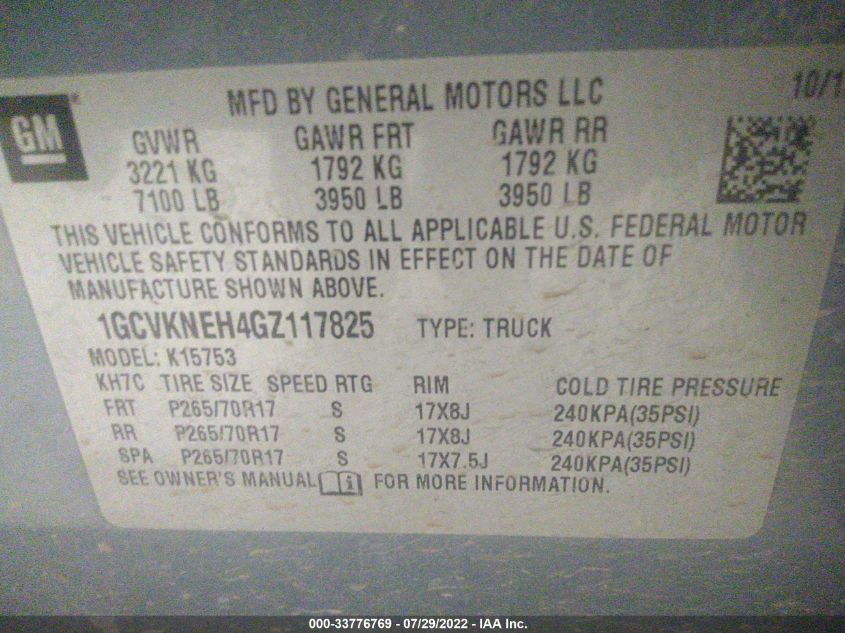 MFD BY GENERAL MOTORS LLC 10/1
GM
GVWR GAWR FRT GAWR RR
3221 KG 1792 KG 1792 KG
7100 LB 3950 LB 3950 LB
THIS VEHICLE CONFORMS TO ALL APPLICABLE U.S. FEDERAL MOTOR
VEHICLE SAFETY STANDARDS IN EFFECT ON THE DATE OF
MANUFACTURE SHOWN ABOVE.
1GCVKNEH4GZ117825 TYPE: TRUCK
MODEL: K15753
KH7C TIRE SIZE SPEED RTG RIM COLD TIRE PRESSURE
FRT P265/70R17 S 17X8J 240KPA(35PSI)
RR P265/70R17 S 17X8J 240KPA(35PSI)
SPA P265/70R17 S 17X7.5J 240KPA(35PSI)
SEE OWNER'S MANUAL FOR MORE INFORMATION.
000-33776769 - 07/29/2022 - IAA Inc.